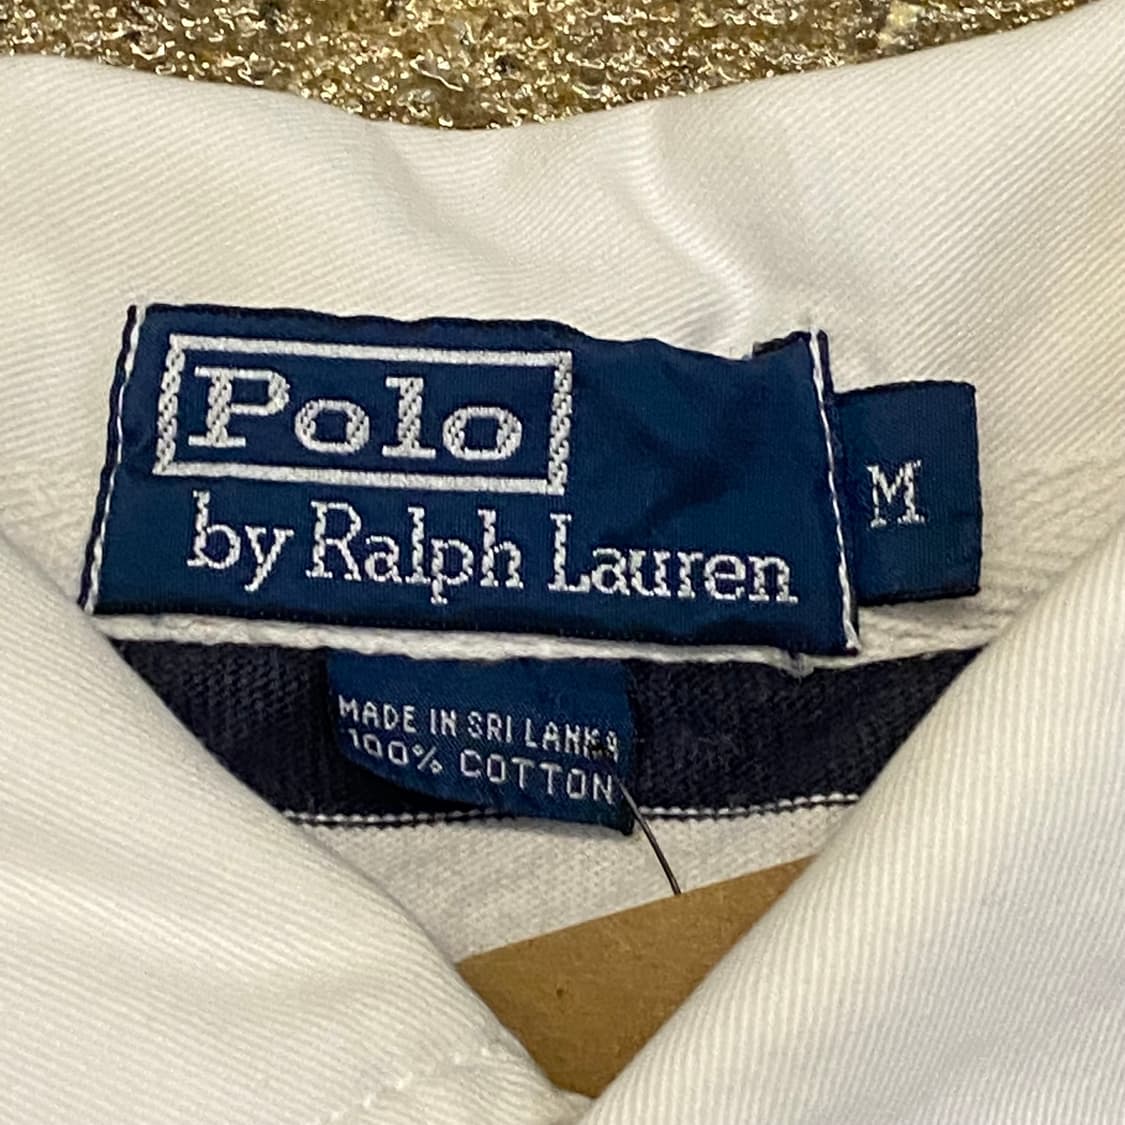 Polo
by Ralph Lauren
M
MADE IN SRI LANKA
100% COTTON